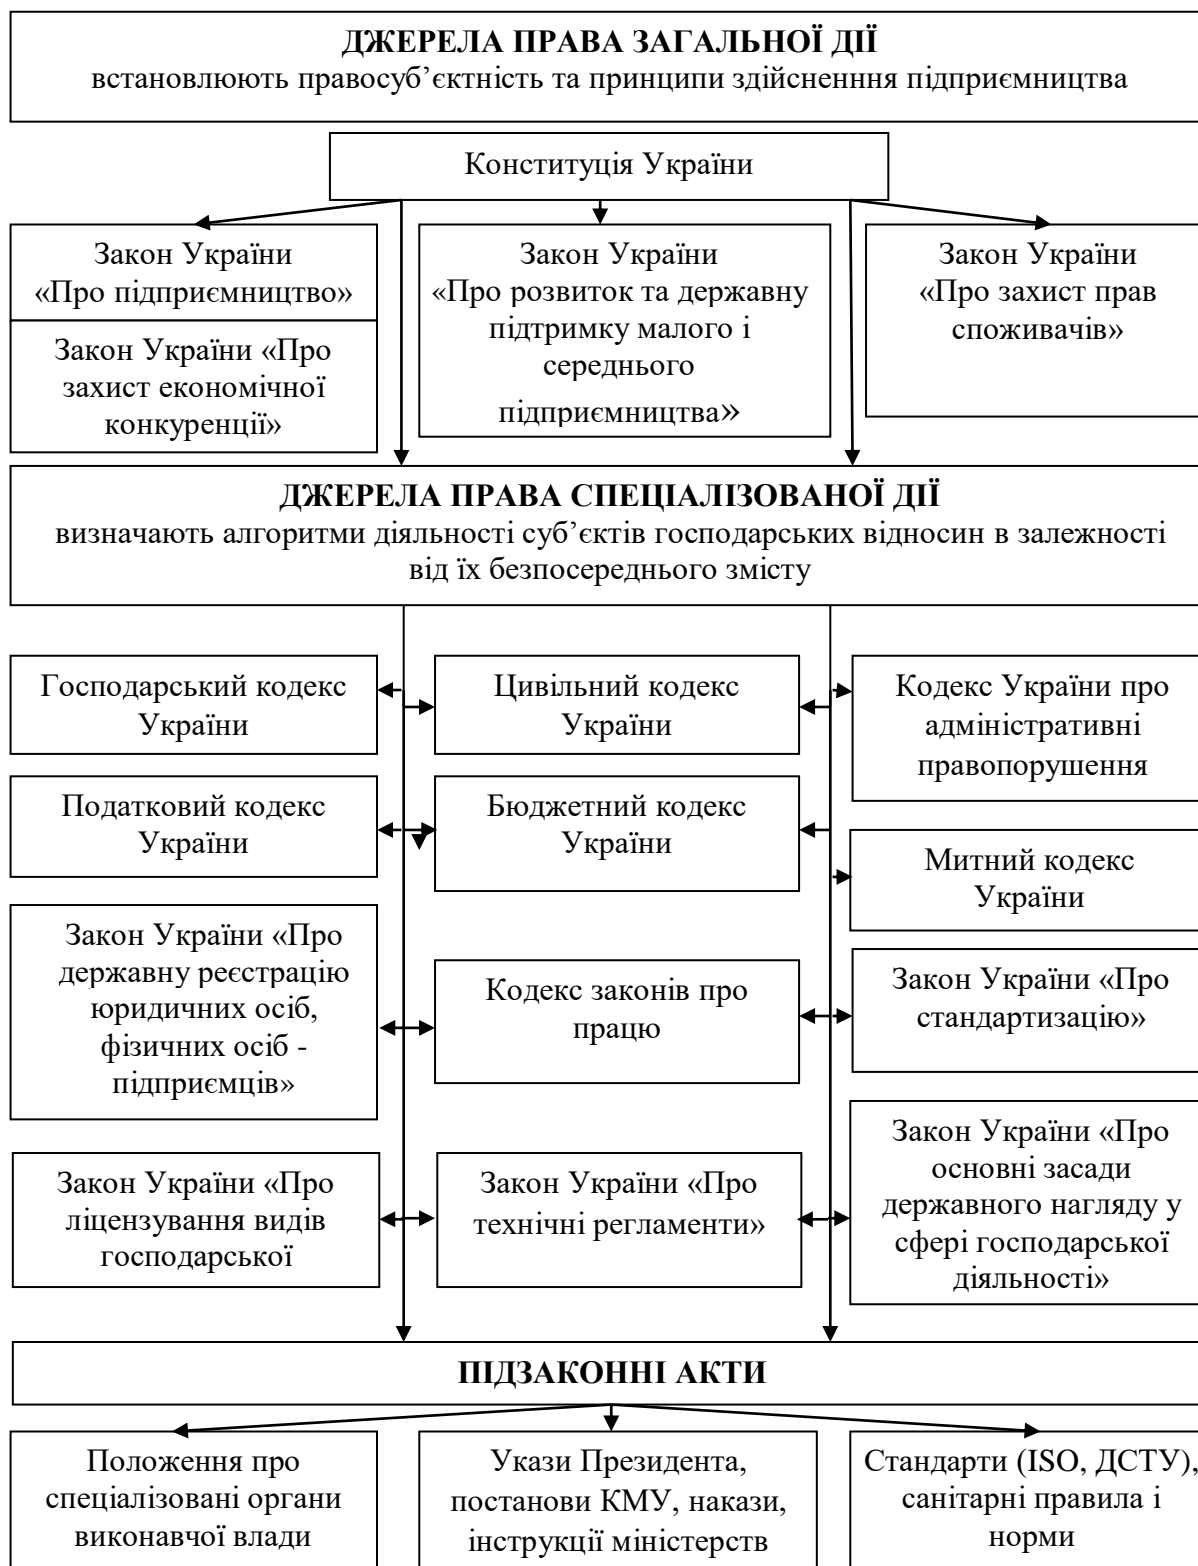 ДЖЕРЕЛА ПРАВА ЗАГАЛЬНОЇ ДІЇ
встановлюють правосуб’єктність та принципи здійсненння підприємництва
Конституція України
Закон України
«Про підприємництво»
Закон України «Про
захист економічної
конкуренції»
Закон України
«Про розвиток та державну
підтримку малого і
середнього
підприємництва»
Закон України
«Про захист прав
споживачів»
ДЖЕРЕЛА ПРАВА СПЕЦІАЛІЗОВАНОЇ ДІЇ
визначають алгоритми діяльності суб’єктів господарських відносин в залежності
від їх безпосереднього змісту
Господарський кодекс
України
Цивільний кодекс
України
Кодекс України про
адміністративні
правопорушення
Податковий кодекс
України
Бюджетний кодекс
України
Митний кодекс
України
Закон України «Про
державну реєстрацію
юридичних осіб,
фізичних осіб -
підприємців»
Кодекс законів про
працю
Закон України «Про
стандартизацію»
Закон України «Про
ліцензування видів
господарської
Закон України «Про
технічні регламенти»
Закон України «Про
основні засади
державного нагляду у
сфері господарської
діяльності»
ПІДЗАКОННІ АКТИ
Положення про
спеціалізовані органи
виконавчої влади
Укази Президента,
постанови КМУ, накази,
інструкції міністерств
Стандарти (ISO, ДСТУ),
санітарні правила і
норми